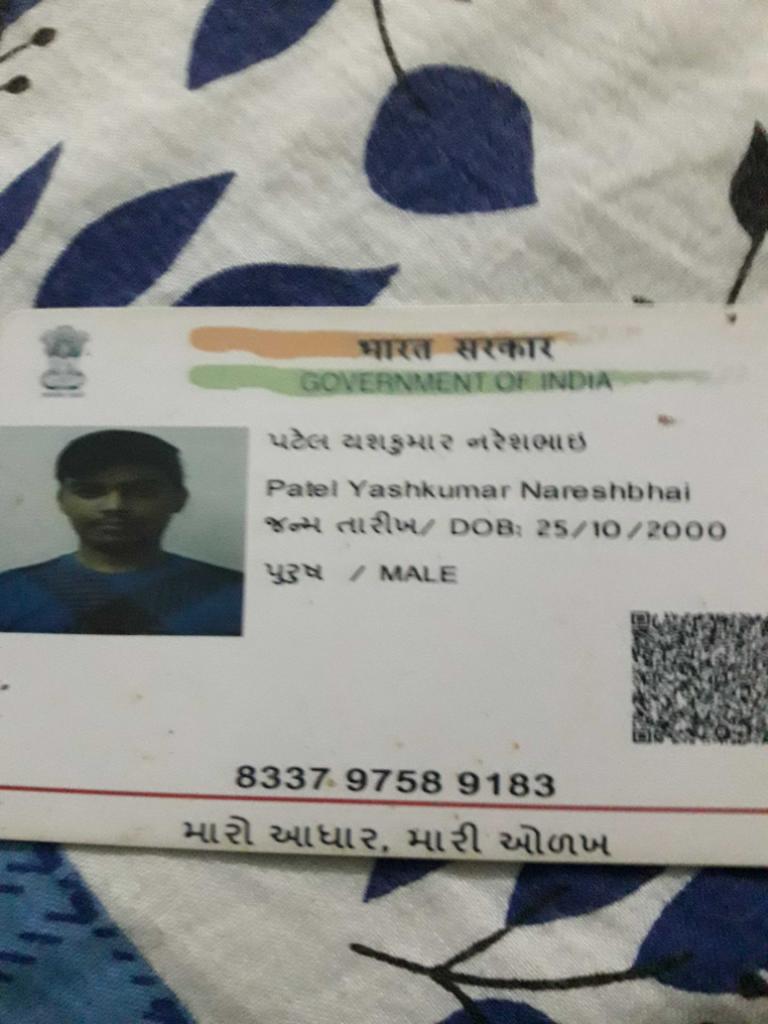 भारत सरकार
GOVERNMENT OF INDIA
પટેલ યશકુમાર નરેશભાઇ
Patel Yashkumar Nareshbhai
જન્મ તારીખ/ DOB: 25/10/2000
પુરુષ / MALE
8337 9758 9183
મારો આધાર, મારી ઓળખ